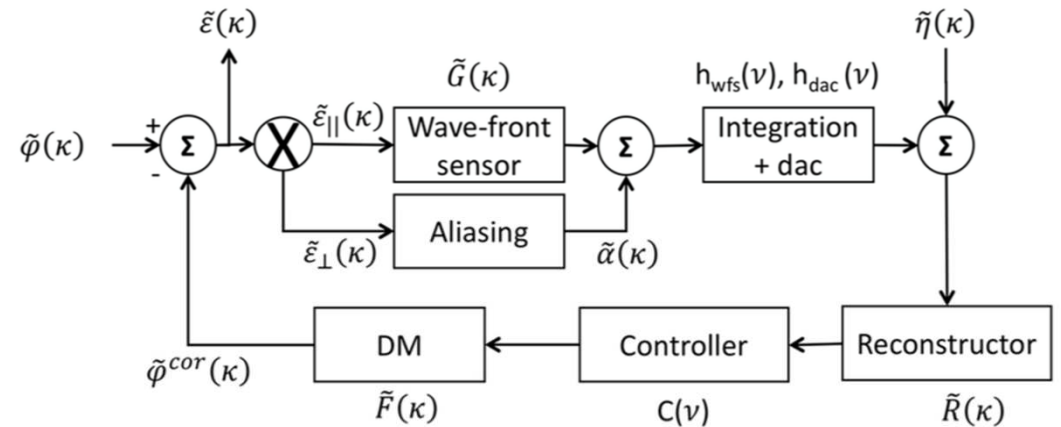 ε̃(κ)
η̃(κ)
G̃(κ)
h_wfs(ν), h_dac (ν)
φ̃(κ)
+
Σ
-
X
ε̃_||(κ)
Wave-front
sensor
Σ
Integration
+ dac
Σ
ε̃_⊥(κ)
Aliasing
α̃(κ)
φ̃^cor(κ)
DM
Controller
Reconstructor
F̃(κ)
C(ν)
R̃(κ)